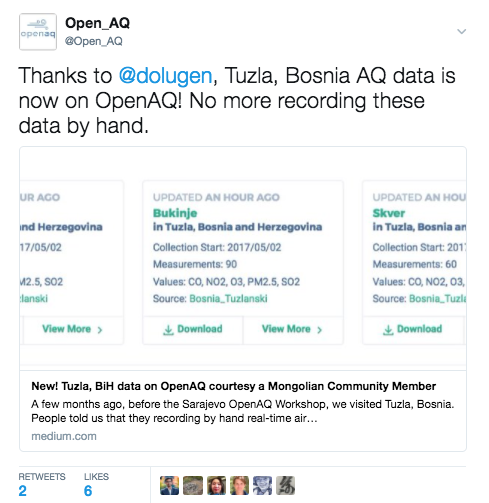 Open_AQ
@Open_AQ
openaq
Thanks to @dolugen, Tuzla, Bosnia AQ data is
now on OpenAQ! No more recording these
data by hand.
UR AGO
nd Herzegovina
17/05/02
M2.5, SO2
lanski
View More >
UPDATED AN HOUR AGO
Bukinje
in Tuzla, Bosnia and Herzegovina
Collection Start: 2017/05/02
Measurements: 90
Values: CO, NO2, O3, PM2.5, SO2
Source: Bosnia_Tuzlanski
Download View More >
UPDATED AN HOU
Skver
in Tuzla, Bosnia an
Collection Start: 201
Measurements: 60
Values: CO, NO2, O3,
Source: Bosnia_Tuzla
Download
New! Tuzla, BiH data on OpenAQ courtesy a Mongolian Community Member
A few months ago, before the Sarajevo OpenAQ Workshop, we visited Tuzla, Bosnia.
People told us that they recording by hand real-time air…
medium.com
RETWEETS LIKES
2 6